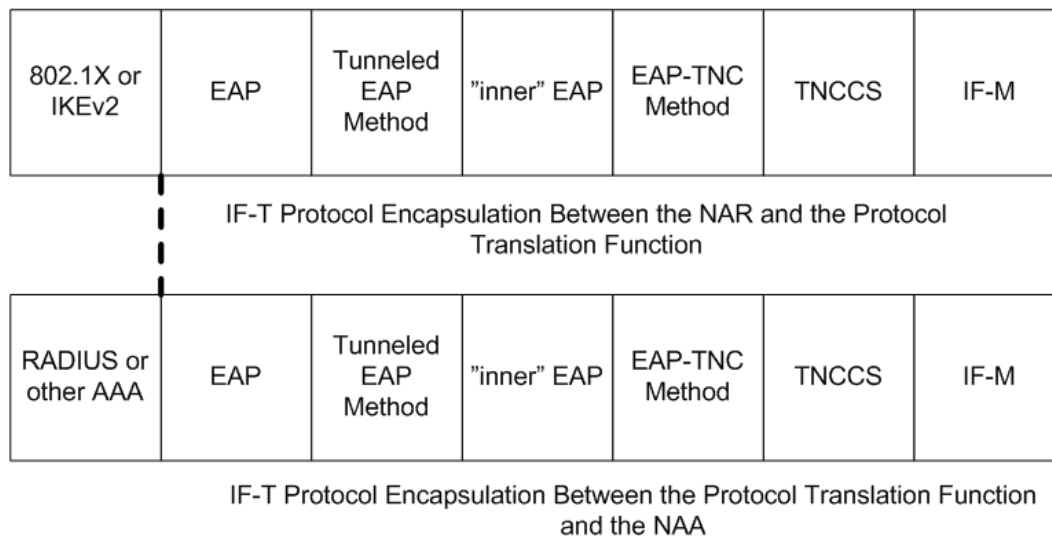 802.1X or
IKEv2
EAP
Tunneled
EAP
Method
”inner” EAP
EAP-TNC
Method
TNCCS
IF-M
IF-T Protocol Encapsulation Between the NAR and the Protocol
Translation Function
RADIUS or
other AAA
EAP
Tunneled
EAP
Method
”inner” EAP
EAP-TNC
Method
TNCCS
IF-M
IF-T Protocol Encapsulation Between the Protocol Translation Function
and the NAA